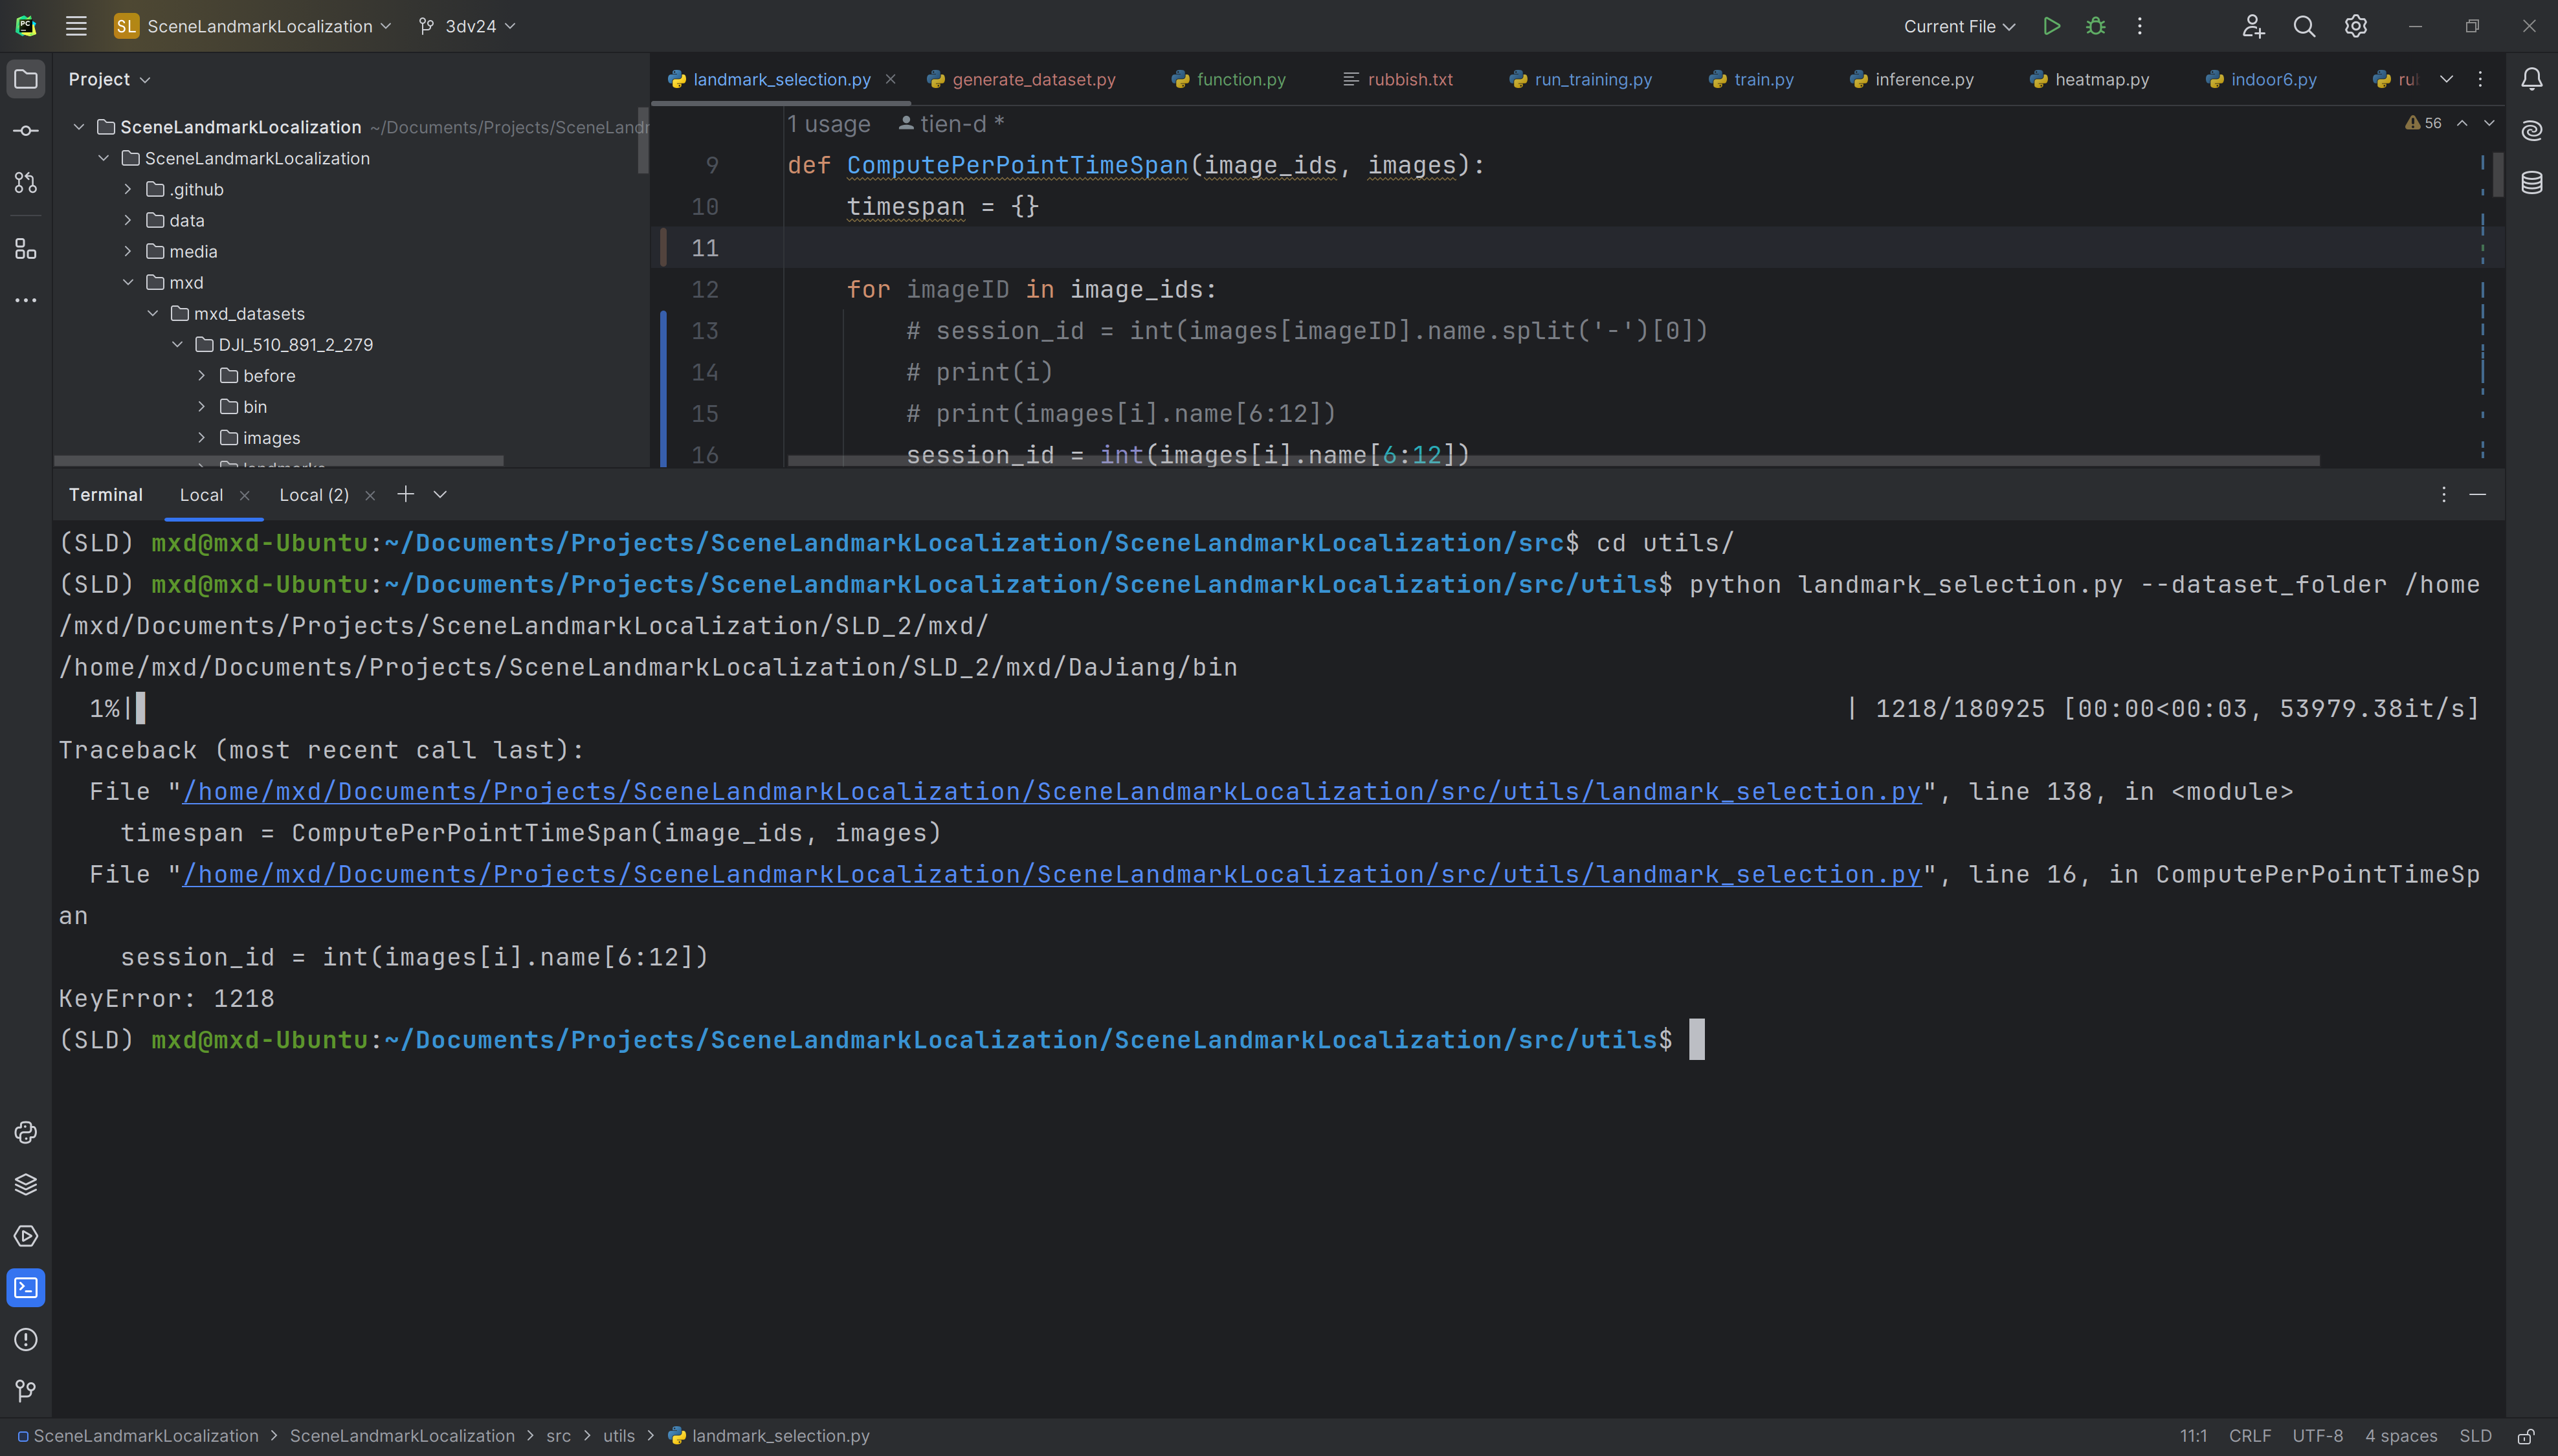 SL SceneLandmarkLocalization 3dv24 Current File
Project
landmark_selection.py generate_dataset.py function.py rubbish.txt run_training.py train.py inference.py heatmap.py indoor6.py
SceneLandmarkLocalization ~/Documents/Projects/SceneLandm
SceneLandmarkLocalization
.github
data
media
mxd
mxd_datasets
DJI_510_891_2_279
before
bin
images
landmarks
1 usage tien-d *
56
9 def ComputePerPointTimeSpan(image_ids, images):
10 timespan = {}
11
12 for imageID in image_ids:
13 # session_id = int(images[imageID].name.split('-')[0])
14 # print(i)
15 # print(images[i].name[6:12])
16 session_id = int(images[i].name[6:12])
Terminal Local Local (2)
(SLD) mxd@mxd-Ubuntu:~/Documents/Projects/SceneLandmarkLocalization/SceneLandmarkLocalization/src$ cd utils/
(SLD) mxd@mxd-Ubuntu:~/Documents/Projects/SceneLandmarkLocalization/SceneLandmarkLocalization/src/utils$ python landmark_selection.py --dataset_folder /home
/mxd/Documents/Projects/SceneLandmarkLocalization/SLD_2/mxd/
/home/mxd/Documents/Projects/SceneLandmarkLocalization/SLD_2/mxd/DaJiang/bin
1%| | 1218/180925 [00:00<00:03, 53979.38it/s]
Traceback (most recent call last):
File "/home/mxd/Documents/Projects/SceneLandmarkLocalization/SceneLandmarkLocalization/src/utils/landmark_selection.py", line 138, in <module>
timespan = ComputePerPointTimeSpan(image_ids, images)
File "/home/mxd/Documents/Projects/SceneLandmarkLocalization/SceneLandmarkLocalization/src/utils/landmark_selection.py", line 16, in ComputePerPointTimeSp
an
session_id = int(images[i].name[6:12])
KeyError: 1218
(SLD) mxd@mxd-Ubuntu:~/Documents/Projects/SceneLandmarkLocalization/SceneLandmarkLocalization/src/utils$
SceneLandmarkLocalization > SceneLandmarkLocalization > src > utils > landmark_selection.py 11:1 CRLF UTF-8 4 spaces SLD